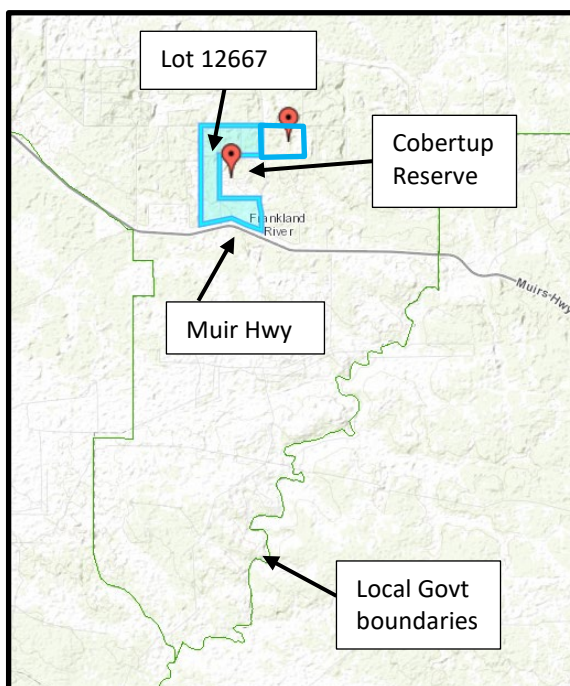 Lot 12667
Cobertup
Reserve
Frankland
River
Muir Hwy
Muirs-Hwy
Local Govt
boundaries